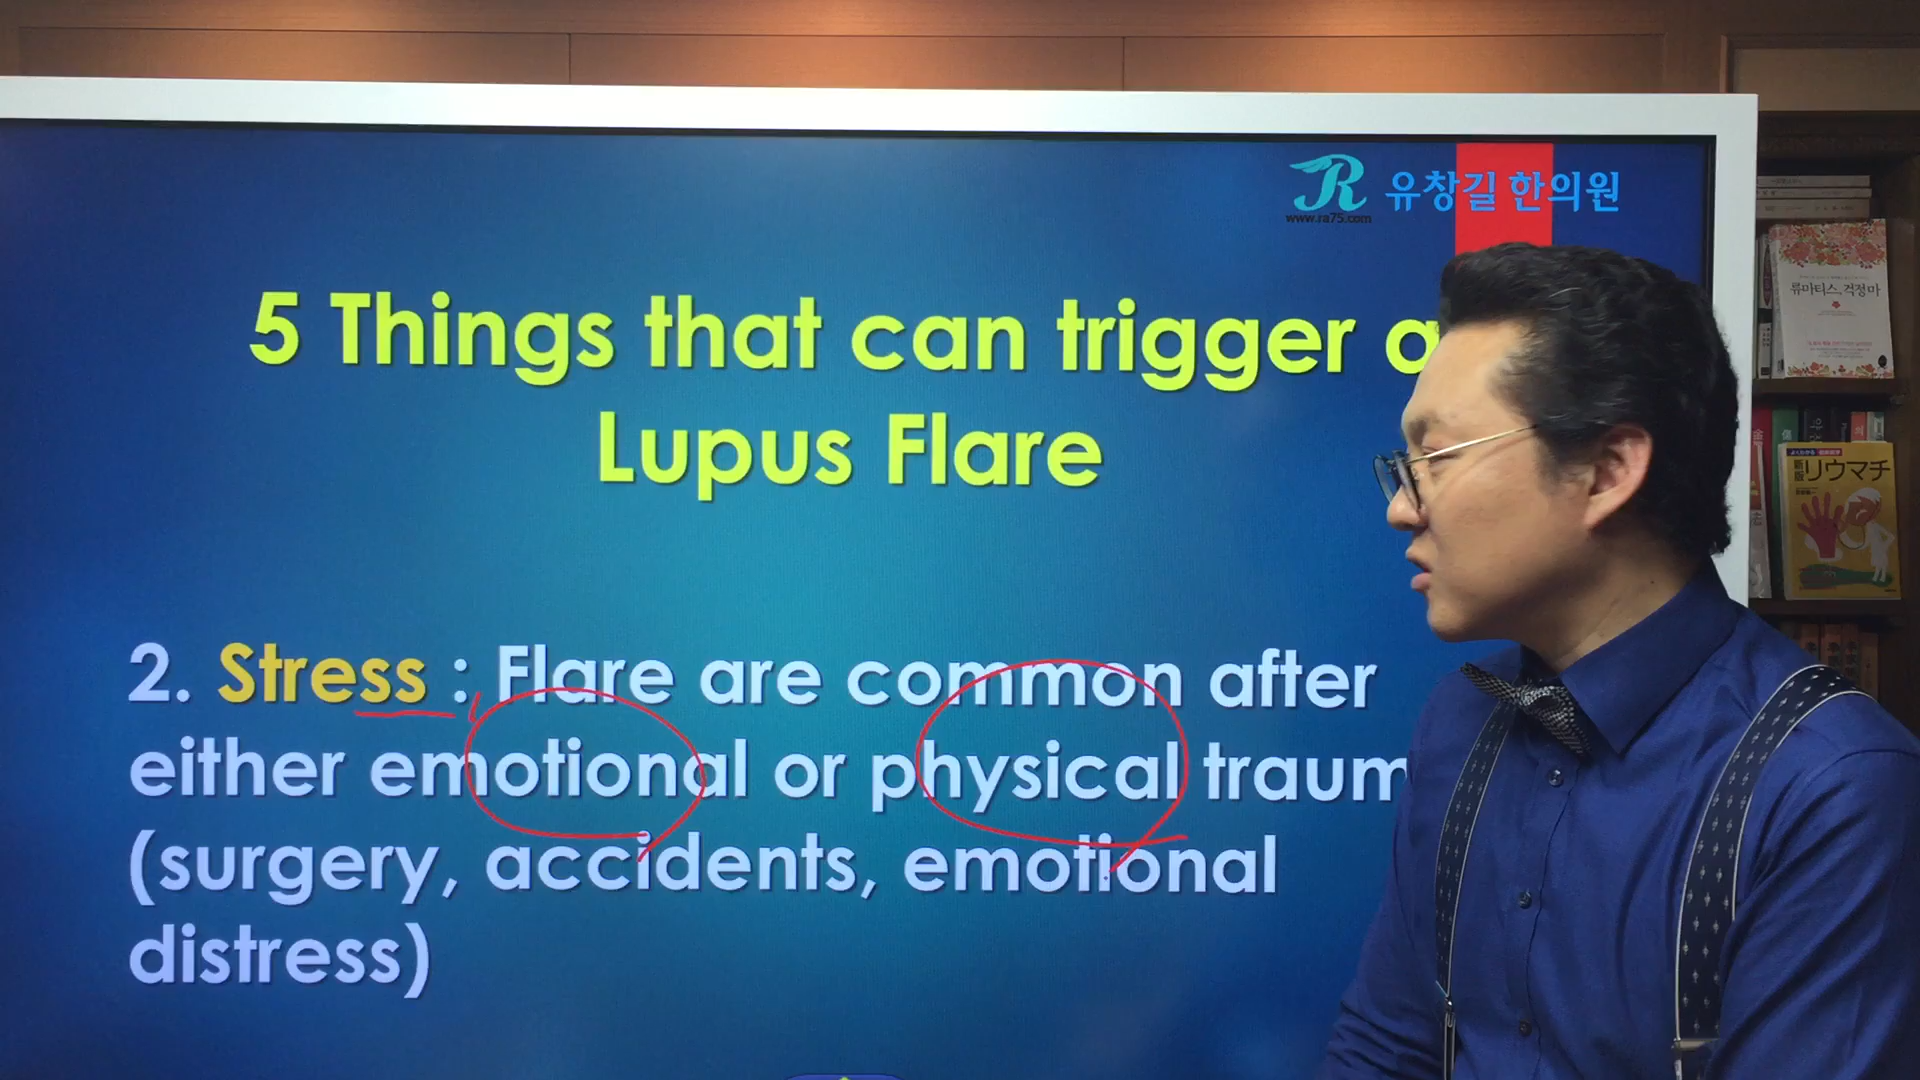 R 유창길 한의원
www.ra75.com
5 Things that can trigger a
Lupus Flare
2. Stress : Flare are common after
either emotional or physical traum
(surgery, accidents, emotional
distress)
류마티스, 걱정마
リウマチ